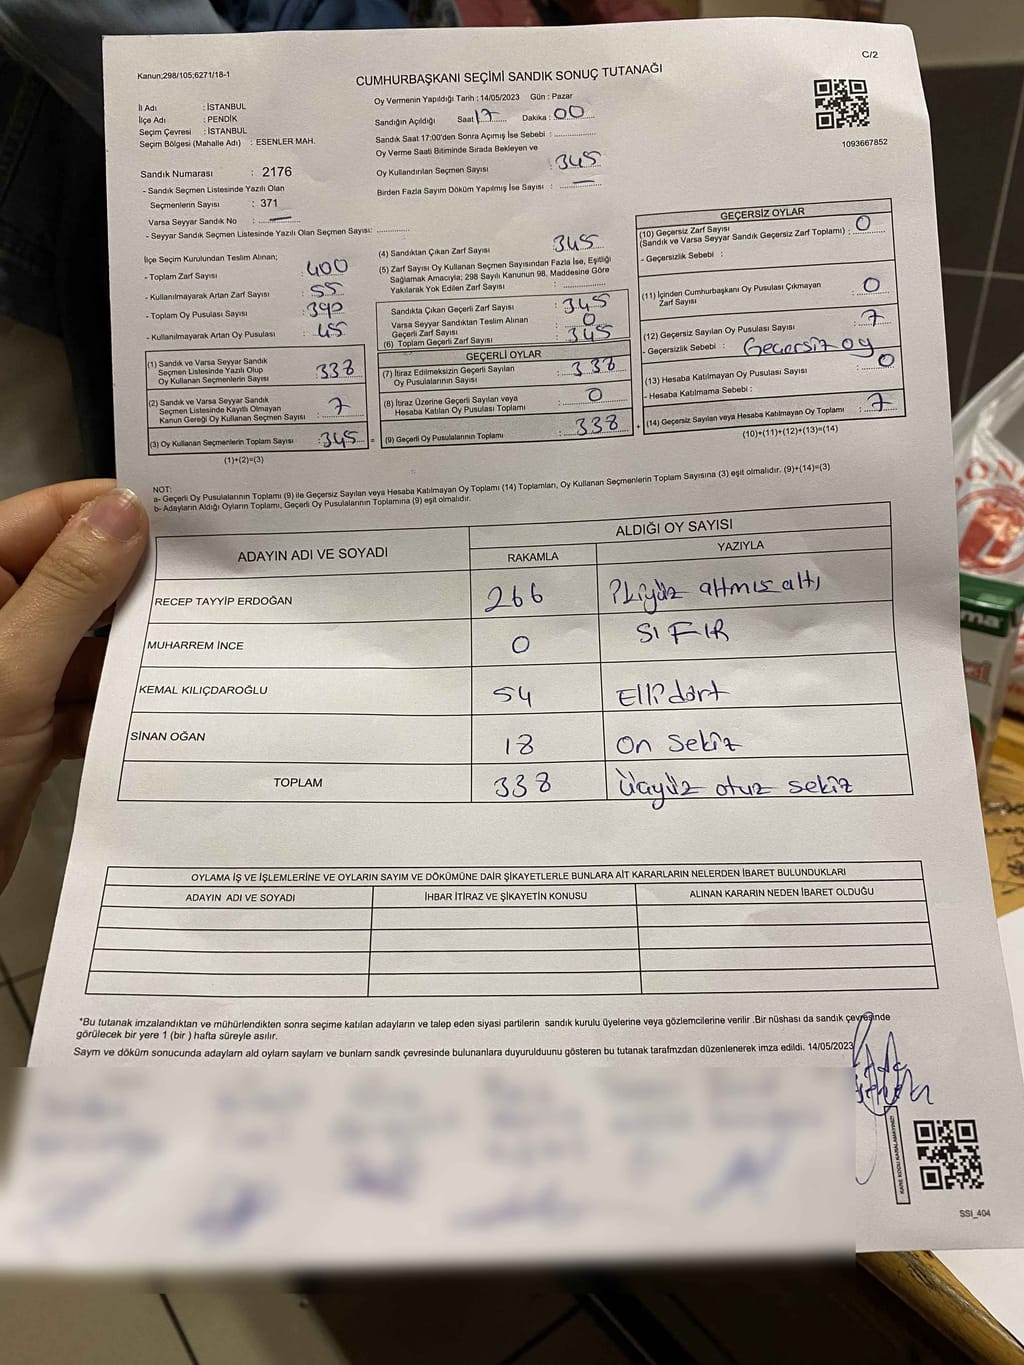 Kanun;298/105;6271/18-1
C/2
CUMHURBAŞKANI SEÇİMİ SANDIK SONUÇ TUTANAĞI
İl Adı : İSTANBUL
İlçe Adı : PENDİK
Seçim Çevresi : İSTANBUL
Seçim Bölgesi (Mahalle Adı) : ESENLER MAH.
Sandık Numarası : 2176
- Sandık Seçmen Listesinde Yazılı Olan
Seçmenlerin Sayısı : 371
Varsa Seyyar Sandık No : —
- Seyyar Sandık Seçmen Listesinde Yazılı Olan Seçmen Sayısı:
Oy Vermenin Yapıldığı Tarih : 14/05/2023 Gün : Pazar
Sandığın Açıldığı Saat 17 Dakika : 00
Sandık Saat 17:00'den Sonra Açılmış İse Sebebi :
Oy Verme Saati Bitiminde Sırada Bekleyen ve
Oy Kullandırılan Seçmen Sayısı : 345
Birden Fazla Sayım Döküm Yapılmış İse Sayısı : —
1093667852
İlçe Seçim Kurulundan Teslim Alınan;
- Toplam Zarf Sayısı : 400
- Kullanılmayarak Artan Zarf Sayısı : 55
- Toplam Oy Pusulası Sayısı : 390
- Kullanılmayarak Artan Oy Pusulası : 45
(1) Sandık ve Varsa Seyyar Sandık
Seçmen Listesinde Yazılı Olup
Oy Kullanan Seçmenlerin Sayısı : 338
(2) Sandık ve Varsa Seyyar Sandık
Seçmen Listesinde Kayıtlı Olmayan
Kanun Gereği Oy Kullanan Seçmen Sayısı : 7
(3) Oy Kullanan Seçmenlerin Toplam Sayısı : 345 =
(1)+(2)=(3)
(4) Sandıktan Çıkan Zarf Sayısı 345
(5) Zarf Sayısı Oy Kullanan Seçmen Sayısından Fazla İse, Eşitliği
Sağlamak Amacıyla; 298 Sayılı Kanunun 98. Maddesine Göre
Yakılarak Yok Edilen Zarf Sayısı :
Sandıkta Çıkan Geçerli Zarf Sayısı : 345
Varsa Seyyar Sandıktan Teslim Alınan
Geçerli Zarf Sayısı : 0
(6) Toplam Geçerli Zarf Sayısı : 345
GEÇERLİ OYLAR
(7) İtiraz Edilmeksizin Geçerli Sayılan
Oy Pusulalarının Sayısı : 338
(8) İtiraz Üzerine Geçerli Sayılan veya
Hesaba Katılan Oy Pusulası Toplamı : 0
(9) Geçerli Oy Pusulalarının Toplamı : 338 +
GEÇERSİZ OYLAR
(10) Geçersiz Zarf Sayısı
(Sandık ve Varsa Seyyar Sandık Geçersiz Zarf Toplamı) : 0
- Geçersizlik Sebebi :
(11) İçinden Cumhurbaşkanı Oy Pusulası Çıkmayan
Zarf Sayısı : 0
(12) Geçersiz Sayılan Oy Pusulası Sayısı : 7
- Geçersizlik Sebebi : Geçersiz oy
(13) Hesaba Katılmayan Oy Pusulası Sayısı : 0
- Hesaba Katılmama Sebebi :
(14) Geçersiz Sayılan veya Hesaba Katılmayan Oy Toplamı : 7
(10)+(11)+(12)+(13)=(14)
NOT:
a- Geçerli Oy Pusulalarının Toplamı (9) ile Geçersiz Sayılan veya Hesaba Katılmayan Oy Toplamı (14) Toplamları, Oy Kullanan Seçmenlerin Toplam Sayısına (3) eşit olmalıdır. (9)+(14)=(3)
b- Adayların Aldığı Oyların Toplamı, Geçerli Oy Pusulalarının Toplamına (9) eşit olmalıdır.
ADAYIN ADI VE SOYADI
ALDIĞI OY SAYISI
RAKAMLA YAZIYLA
RECEP TAYYİP ERDOĞAN 266 İkiyüz altmış altı
MUHARREM İNCE 0 SIFIR
KEMAL KILIÇDAROĞLU 54 Ellidört
SİNAN OĞAN 18 on sekiz
TOPLAM 338 üçyüz otuz sekiz
OYLAMA İŞ VE İŞLEMLERİNE VE OYLARIN SAYIM VE DÖKÜMÜNE DAİR ŞİKAYETLERLE BUNLARA AİT KARARLARIN NELERDEN İBARET BULUNDUKLARI
ADAYIN ADI VE SOYADI İHBAR İTİRAZ VE ŞİKAYETİN KONUSU ALINAN KARARIN NEDEN İBARET OLDUĞU
*Bu tutanak imzalandıktan ve mühürlendikten sonra seçime katılan adayların ve talep eden siyasi partilerin sandık kurulu üyelerine veya gözlemcilerine verilir .Bir nüshası da sandık çevresinde
görülecek bir yere 1 (bir ) hafta süreyle asılır.
Saym ve döküm sonucunda adaylam ald oylarn saylarn ve bunlarn sandk çevresinde bulunanlara duyurulduunu gösteren bu tutanak tarafmzdan düzenlenerek imza edildi. 14/05/2023
KARE KODU KARALAMAYINIZ!
SSI_404